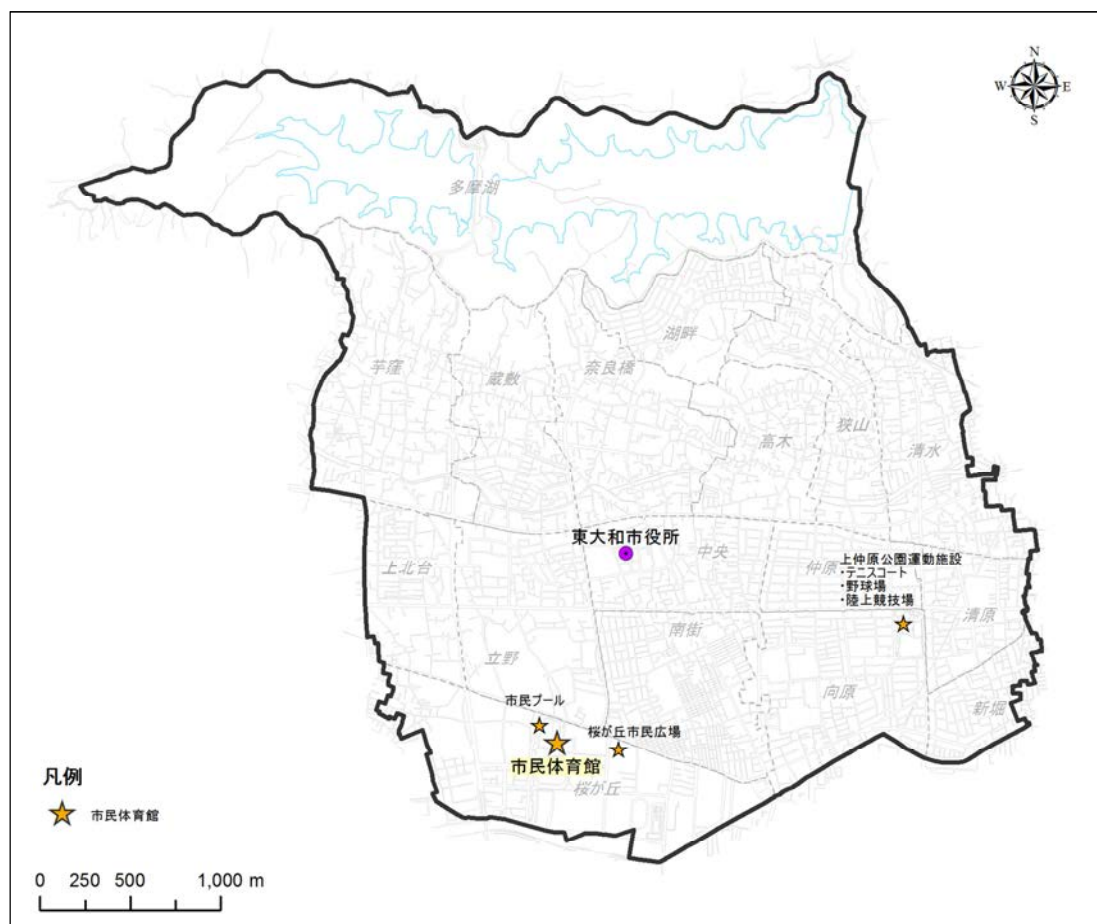 N
W E
S
多摩湖
湖畔
芋窪
蔵敷
奈良橋
高木
狭山
清水
東大和市役所
中央
上北台
仲原
上仲原公園運動施設
・テニスコート
・野球場
・陸上競技場
清原
南街
立野
向原
新堀
市民プール
桜が丘市民広場
市民体育館
桜が丘
凡例
市民体育館
0 250 500 1,000 m